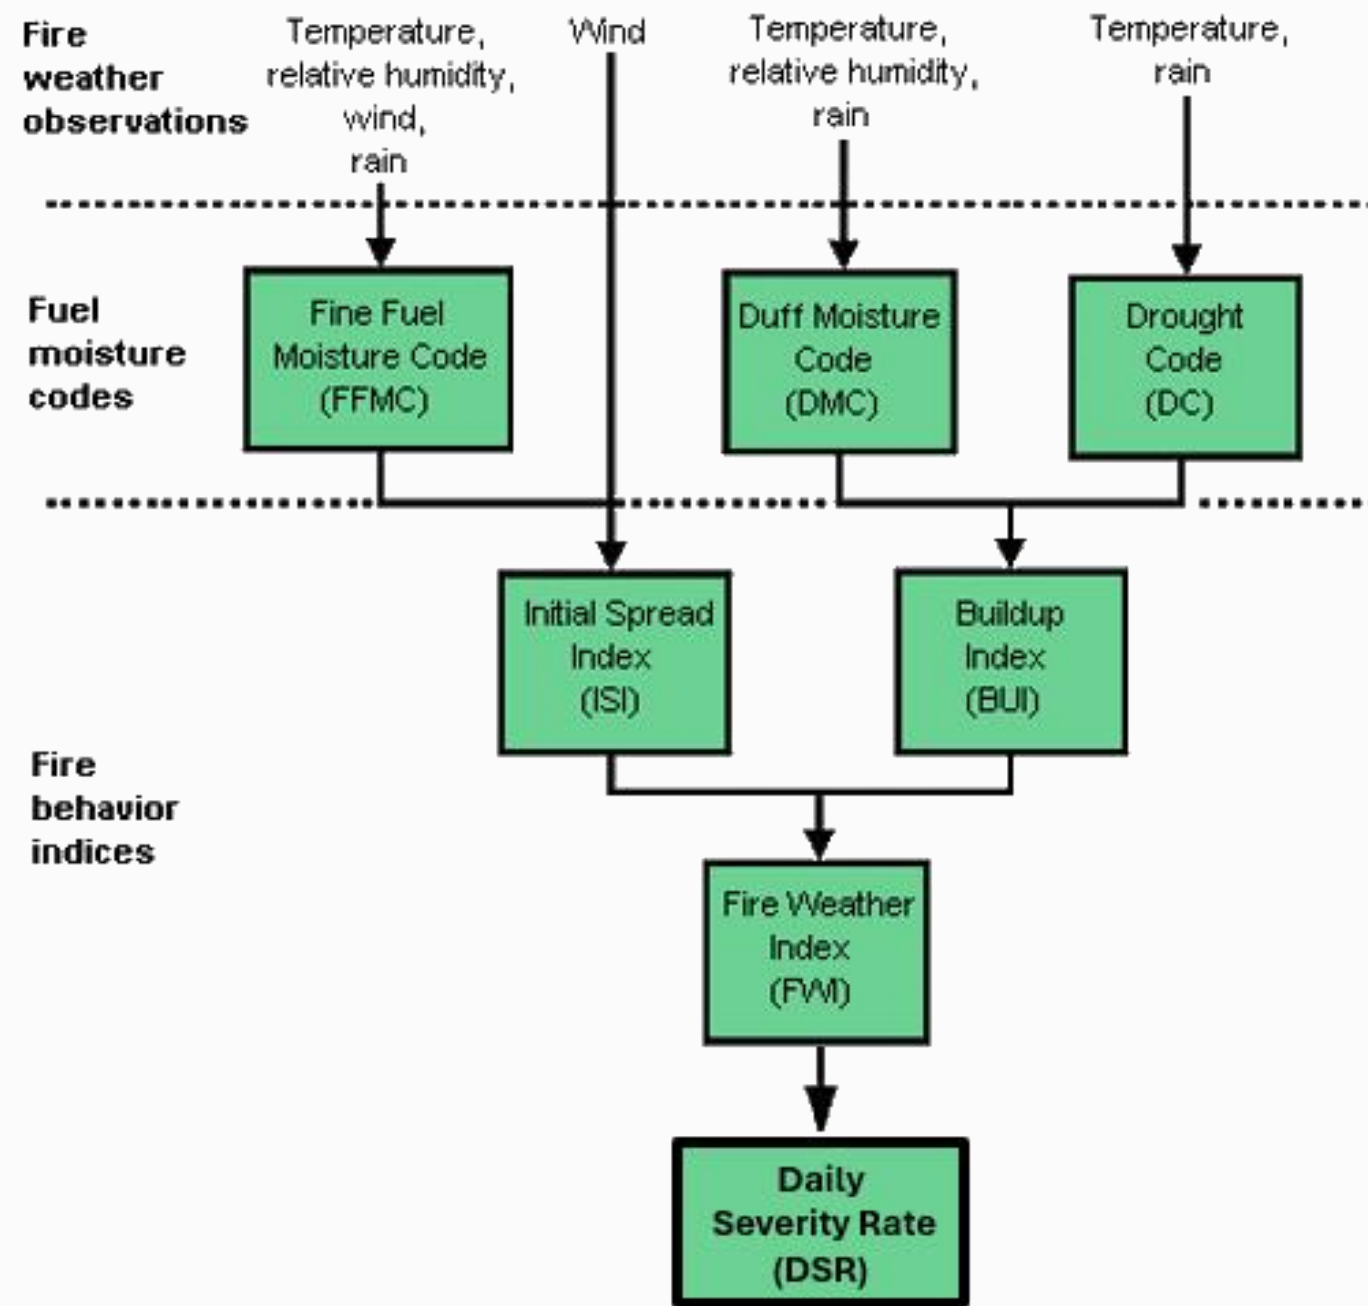 Fire
weather
observations
Temperature,
relative humidity,
wind,
rain
Wind
Temperature,
relative humidity,
rain
Temperature,
rain
Fuel
moisture
codes
Fine Fuel
Moisture Code
(FFMC)
Duff Moisture
Code
(DMC)
Drought
Code
(DC)
Initial Spread
Index
(ISI)
Buildup
Index
(BUI)
Fire
behavior
indices
Fire Weather
Index
(FWI)
Daily
Severity Rate
(DSR)